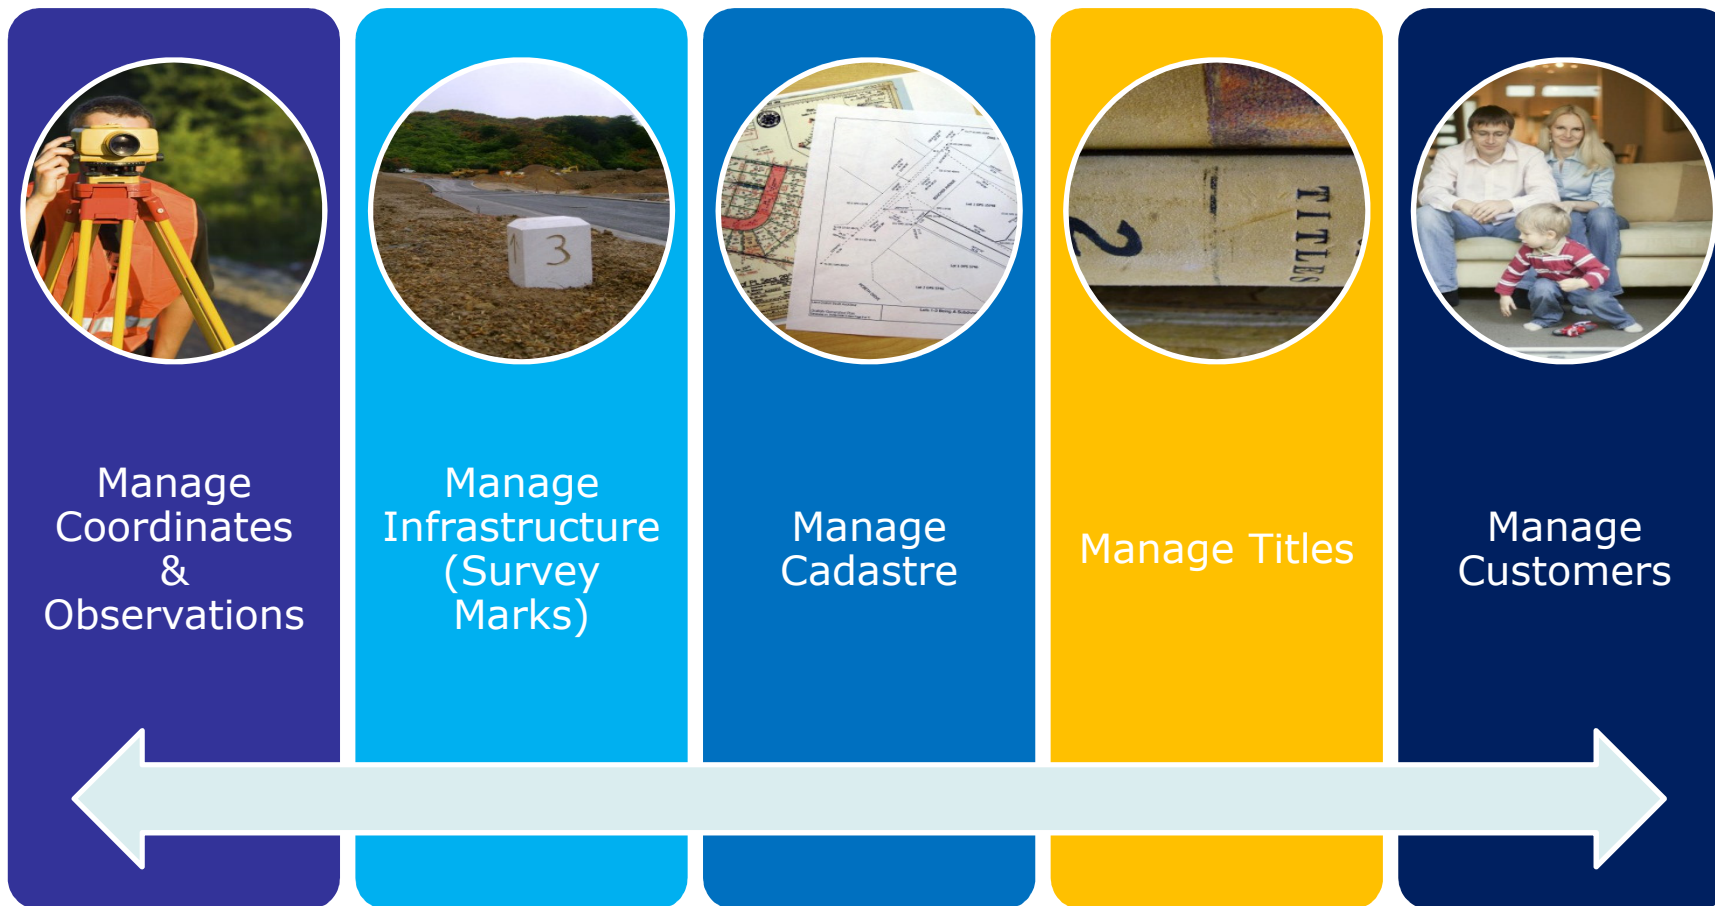 Manage
Coordinates
&
Observations
Manage
Infrastructure
(Survey
Marks)
Manage
Cadastre
Manage Titles
Manage
Customers
3
2
TITLES